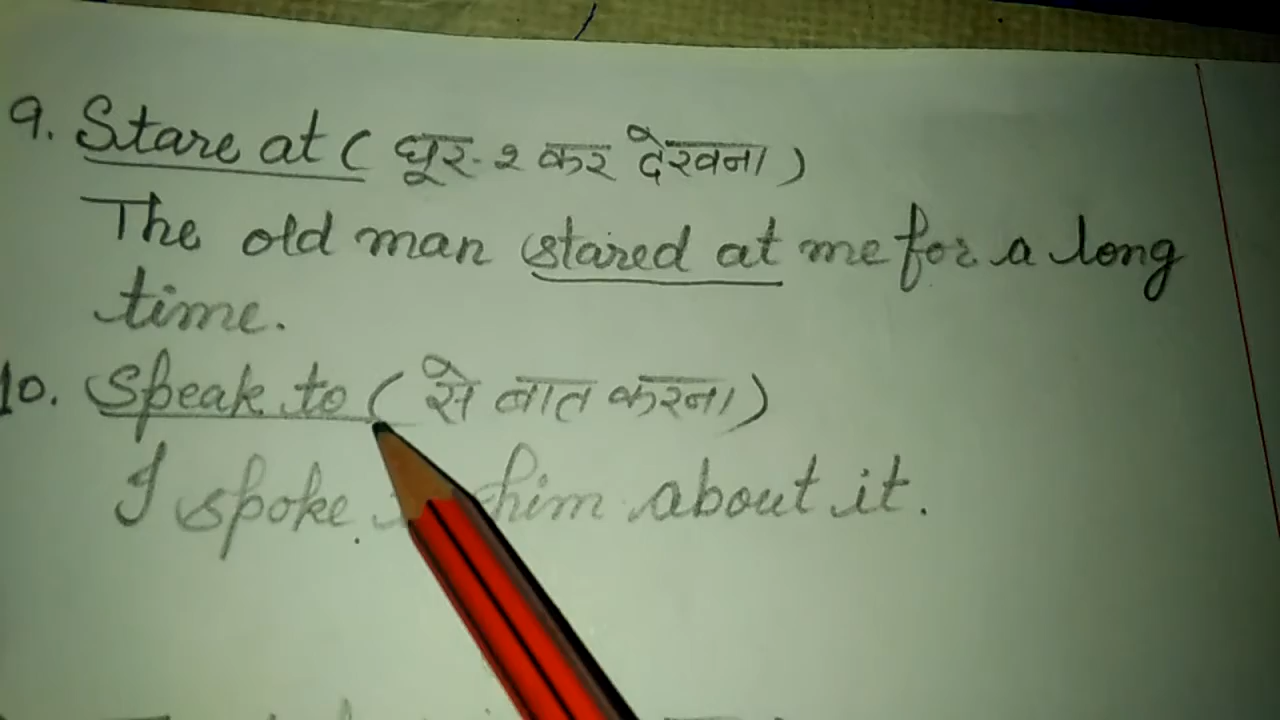 9. Stare at ( घूर-२ कर देखना )
The old man stared at me for a long
time.
10. Speak to ( से बात करना )
I spoke him about it.